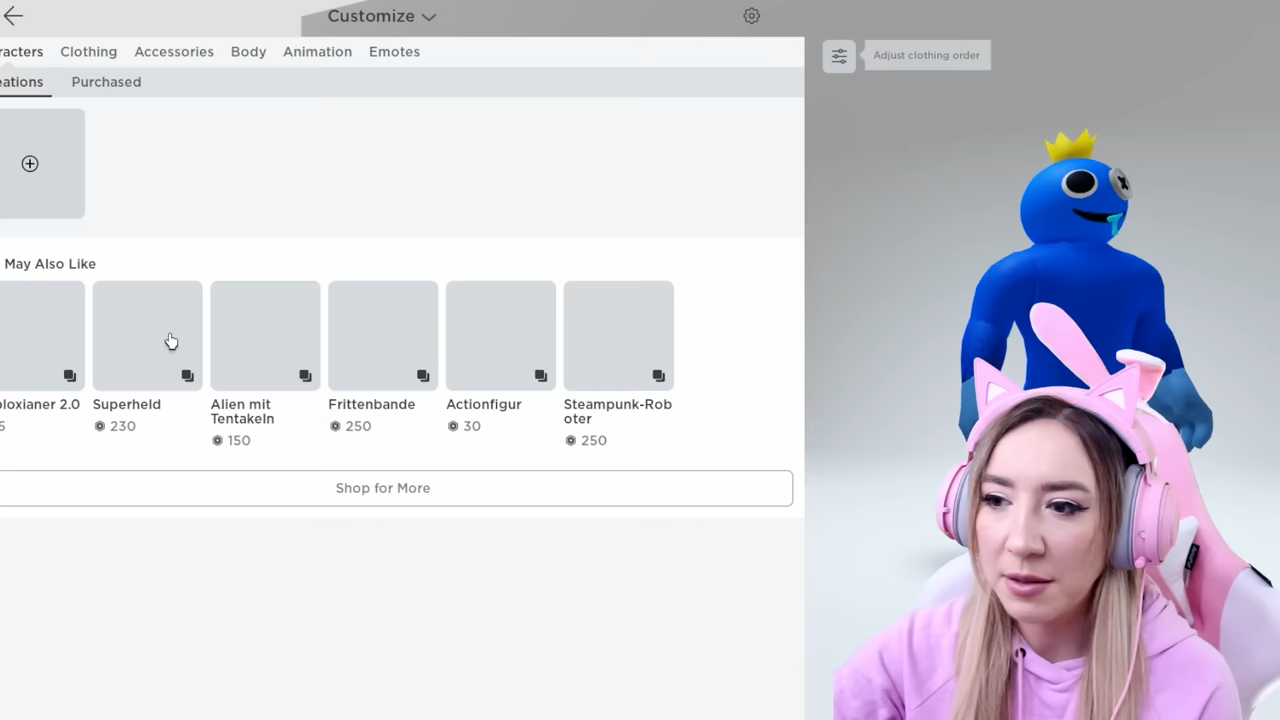 Customize
racters Clothing Accessories Body Animation Emotes
eations Purchased
Adjust clothing order
May Also Like
loxianer 2.0
5
Superheld
230
Alien mit
Tentakeln
150
Frittenbande
250
Actionfigur
30
Steampunk-Rob
oter
250
Shop for More